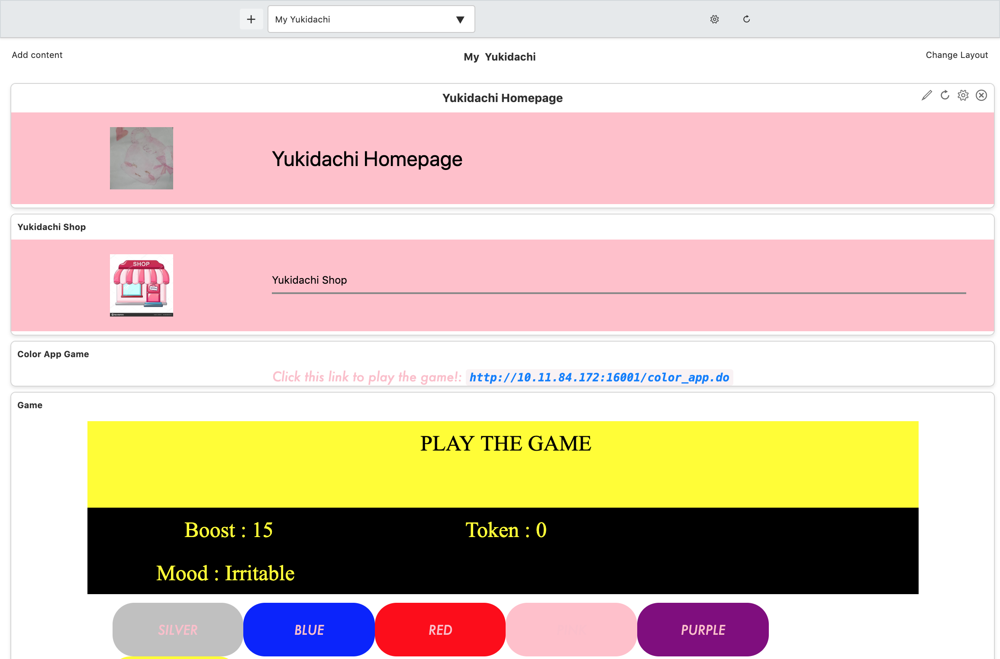 + My Yukidachi ▼
Add content
My Yukidachi
Change Layout
Yukidachi Homepage
Yukidachi Homepage
Yukidachi Shop
SHOP
OPEN
Yukidachi Shop
Color App Game
Click this link to play the game!: http://10.11.84.172:16001/color_app.do
Game
PLAY THE GAME
Boost : 15
Token : 0
Mood : Irritable
SILVER
BLUE
RED
PINK
PURPLE